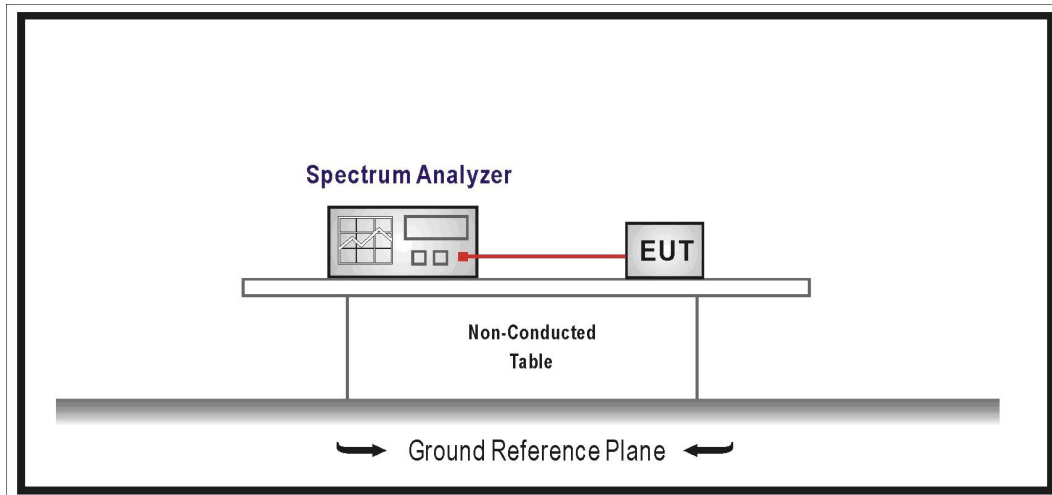 Spectrum Analyzer
EUT
Non-Conducted
Table
Ground Reference Plane